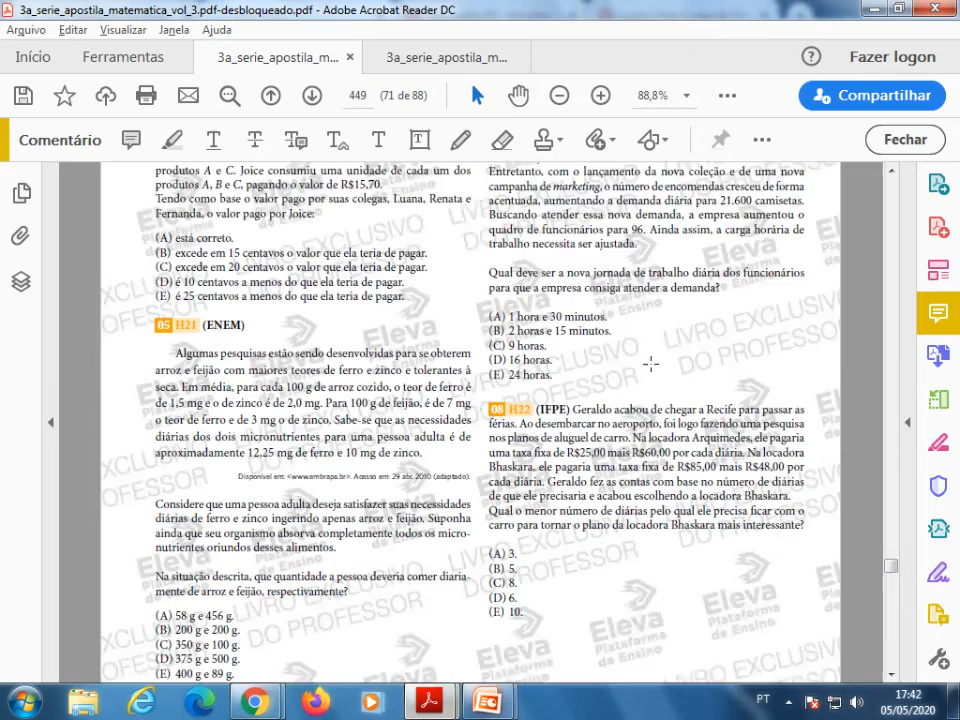 3a_serie_apostila_matematica_vol_3.pdf-desbloqueado.pdf - Adobe Acrobat Reader DC
Arquivo Editar Visualizar Janela Ajuda
Início Ferramentas 3a_serie_apostila_m... × 3a_serie_apostila_m... Fazer logon
449 (71 de 88) 88,8% Compartilhar
Comentário Fechar
produtos A e C. Joice consumiu uma unidade de cada um dos
produtos A, B e C, pagando o valor de R$15,70.
Tendo como base o valor pago por suas colegas, Luana, Renata e
Fernanda, o valor pago por Joice:
(A) está correto.
(B) excede em 15 centavos o valor que ela teria de pagar.
(C) excede em 20 centavos o valor que ela teria de pagar.
(D) é 10 centavos a menos do que ela teria de pagar.
(E) é 25 centavos a menos do que ela teria de pagar.
05 H21 (ENEM)
Algumas pesquisas estão sendo desenvolvidas para se obterem
arroz e feijão com maiores teores de ferro e zinco e tolerantes à
seca. Em média, para cada 100 g de arroz cozido, o teor de ferro é
de 1,5 mg e o de zinco é de 2,0 mg. Para 100 g de feijão, é de 7 mg
o teor de ferro e de 3 mg o de zinco. Sabe-se que as necessidades
diárias dos dois micronutrientes para uma pessoa adulta é de
aproximadamente 12,25 mg de ferro e 10 mg de zinco.
Disponível em: <www.embrapa.br>. Acesso em: 29 abr. 2010 (adaptado).
Considere que uma pessoa adulta deseja satisfazer suas necessidades
diárias de ferro e zinco ingerindo apenas arroz e feijão. Suponha
ainda que seu organismo absorva completamente todos os micro-
nutrientes oriundos desses alimentos.
Na situação descrita, que quantidade a pessoa deveria comer diaria-
mente de arroz e feijão, respectivamente?
(A) 58 g e 456 g.
(B) 200 g e 200 g.
(C) 350 g e 100 g.
(D) 375 g e 500 g.
(E) 400 g e 89 g.
Entretanto, com o lançamento da nova coleção e de uma nova
campanha de marketing, o número de encomendas cresceu de forma
acentuada, aumentando a demanda diária para 21.600 camisetas.
Buscando atender essa nova demanda, a empresa aumentou o
quadro de funcionários para 96. Ainda assim, a carga horária de
trabalho necessita ser ajustada.
Qual deve ser a nova jornada de trabalho diária dos funcionários
para que a empresa consiga atender a demanda?
(A) 1 hora e 30 minutos.
(B) 2 horas e 15 minutos.
(C) 9 horas.
(D) 16 horas.
(E) 24 horas.
08 H22 (IFPE) Geraldo acabou de chegar a Recife para passar as
férias. Ao desembarcar no aeroporto, foi logo fazendo uma pesquisa
nos planos de aluguel de carro. Na locadora Arquimedes, ele pagaria
uma taxa fixa de R$25,00 mais R$60,00 por cada diária. Na locadora
Bhaskara, ele pagaria uma taxa fixa de R$85,00 mais R$48,00 por
cada diária. Geraldo fez as contas com base no número de diárias
de que ele precisaria e acabou escolhendo a locadora Bhaskara.
Qual o menor número de diárias pelo qual ele precisa ficar com o
carro para tornar o plano da locadora Bhaskara mais interessante?
(A) 3.
(B) 5.
(C) 8.
(D) 6.
(E) 10.
PT 17:42
05/05/2020